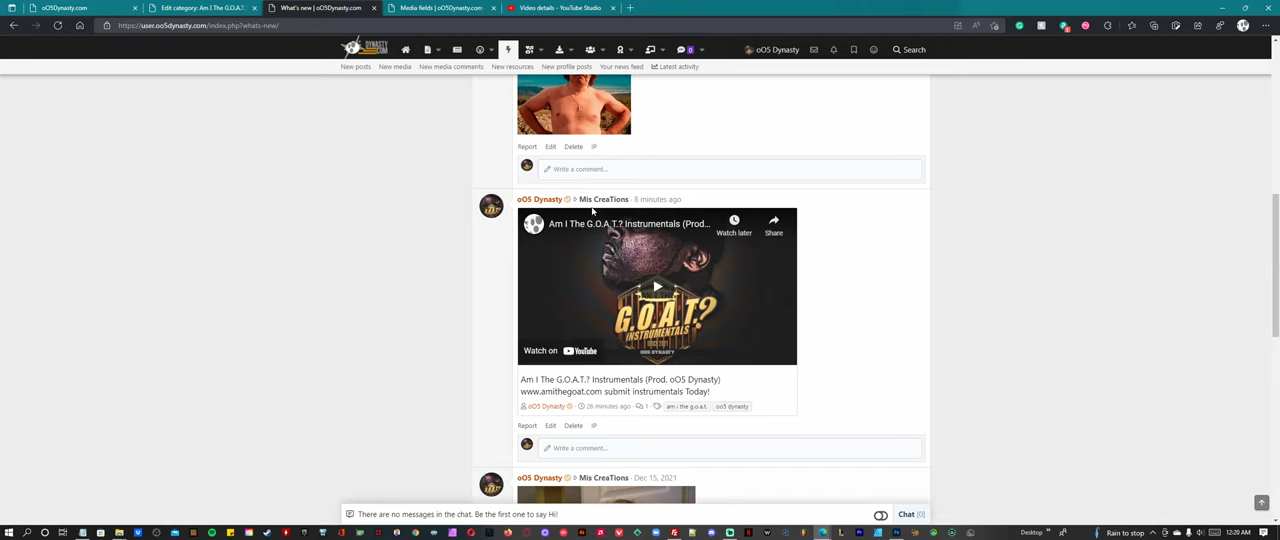 oO5Dynasty.com
Edit category: Am I The G.O.A.T.
What's new | oO5Dynasty.com
Media fields | oO5Dynasty.com
Video details - YouTube Studio
https://user.oo5dynasty.com/index.php?whats-new/
DYNASTY
.COM
0
oO5 Dynasty
Search
New posts
New media
New media comments
New resources
New profile posts
Your news feed
Latest activity
Report Edit Delete
Write a comment...
oO5 Dynasty Mis CreaTions · 8 minutes ago
Am I The G.O.A.T.? Instrumentals (Prod...
Watch later
Share
G.O.A.T.?
INSTRUMENTALS
OO5 DYNASTY
Watch on YouTube
Am I The G.O.A.T.? Instrumentals (Prod. oO5 Dynasty)
www.amithegoat.com submit instrumentals Today!
oO5 Dynasty · 26 minutes ago · 1 · am i the g.o.a.t. oo5 dynasty
Report Edit Delete
Write a comment...
oO5 Dynasty Mis CreaTions · Dec 15, 2021
There are no messages in the chat. Be the first one to say Hi!
Chat [0]
Desktop
Rain to stop
12:20 AM